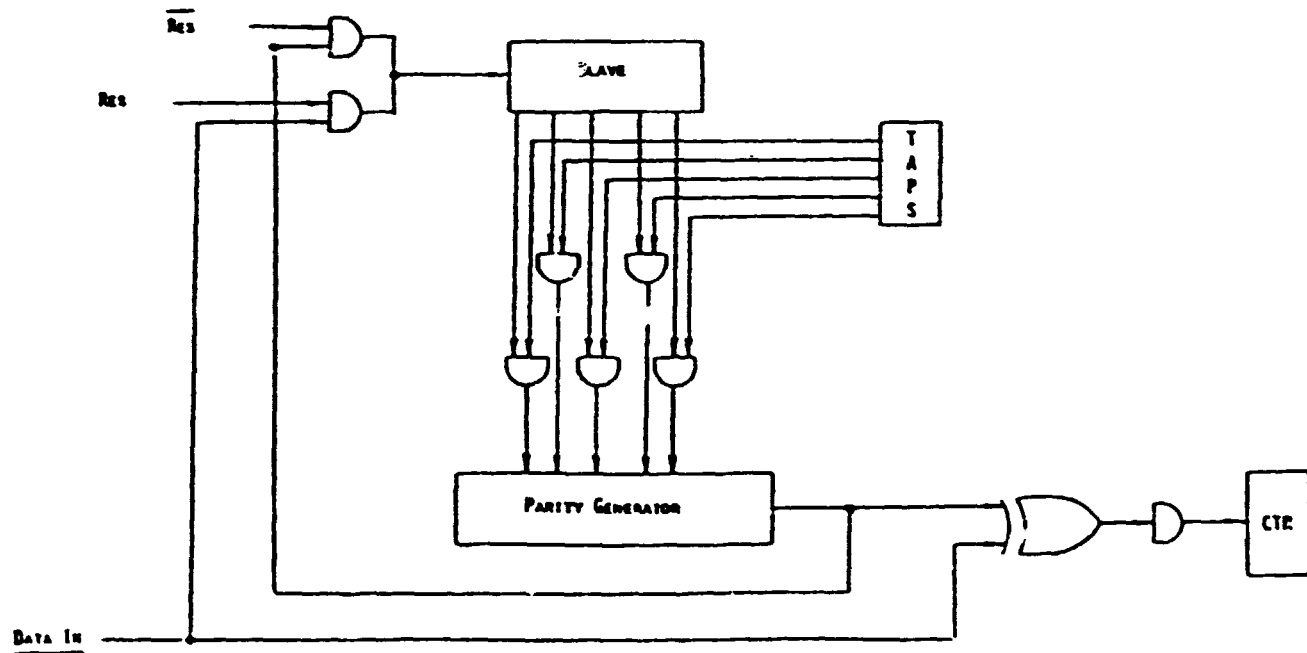 RES
RES
SLAVE
T
A
P
S
PARITY GENERATOR
CTR
DATA IN